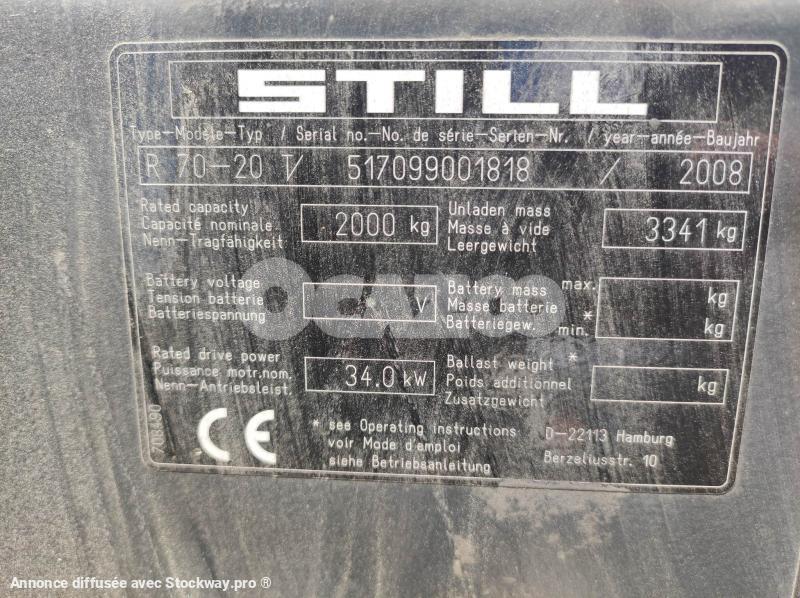 STILL
Type-Modèle-Typ / Serial no.-No. de série-Serien-Nr. / year-année-Baujahr
R 70-20 T/ 517099001818 / 2008
Rated capacity
Capacité nominale
Nenn-Tragfähigkeit
2000 kg
Unladen mass
Masse à vide
Leergewicht
3341 kg
Battery voltage
Tension batterie
Batteriespannung
V
Battery mass max.
Masse batterie *
Batteriegew. min.
kg
kg
OCAZOO
Rated drive power
Puissance motr.nom.
Nenn-Antriebsleist.
34.0 kW
Ballast weight *
Poids additionnel
Zusatzgewicht
kg
CE
* see Operating instructions
voir Mode d'emploi
siehe Betriebsanleitung
D-22113 Hamburg
Berzeliusstr. 10
Annonce diffusée avec Stockway.pro ®